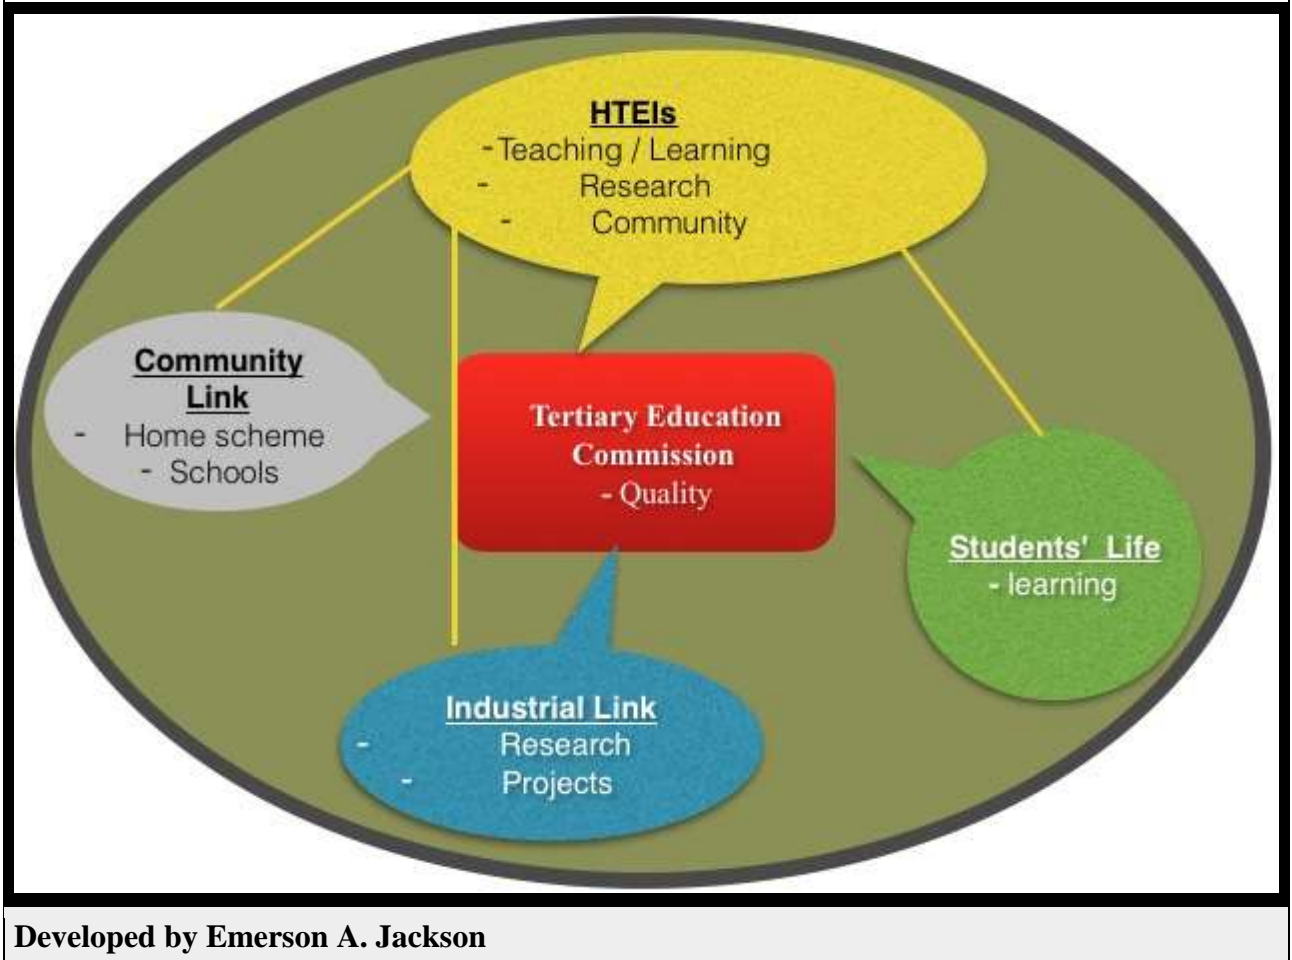 HTEIs
- Teaching / Learning
- Research
- Community
Community
Link
- Home scheme
- Schools
Tertiary Education
Commission
- Quality
Students' Life
- learning
Industrial Link
- Research
- Projects
Developed by Emerson A. Jackson